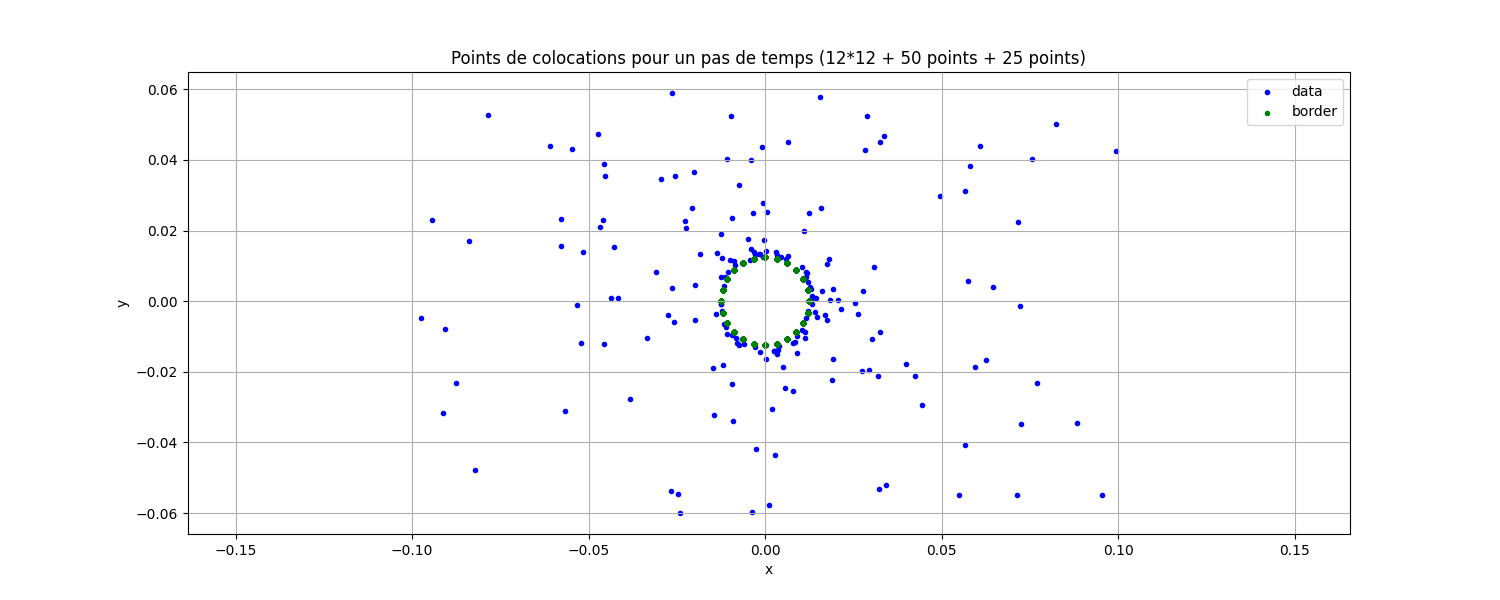 Points de colocations pour un pas de temps (12*12 + 50 points + 25 points)
data
border
0.06
0.04
0.02
0.00
−0.02
−0.04
−0.06
y
−0.15
−0.10
−0.05
0.00
0.05
0.10
0.15
x